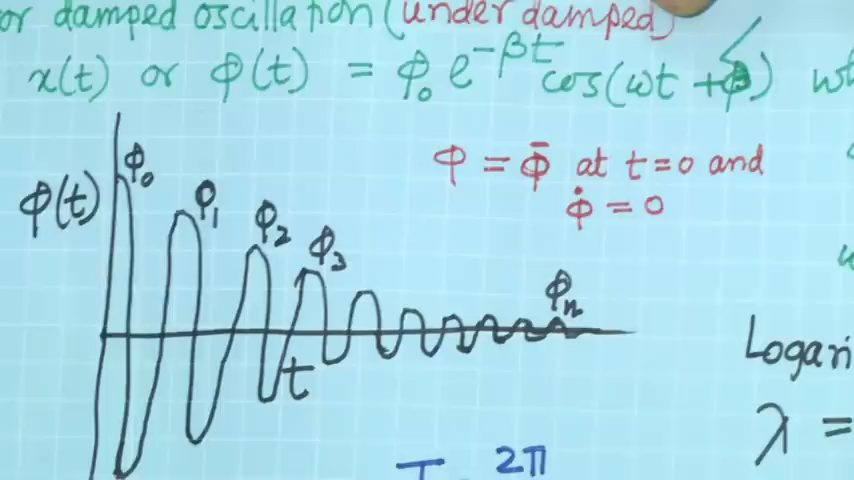 or damped oscillation (under damped)
x(t) or φ(t) = φ₀ e^-βt cos(ωt + ) wh
φ = φ̄ at t=0 and
φ̇ = 0
φ(t)
φ₀
φ₁
φ₂
φ₃
φn
t
Logari
λ =
2π